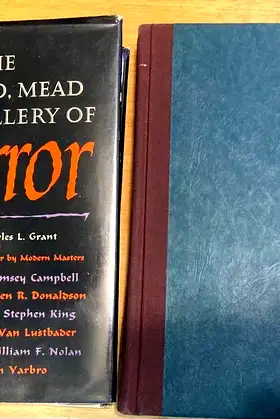 HE
D, MEAD
LLERY OF
rror
rles L. Grant
r by Modern Masters
msey Campbell
en R. Donaldson
Stephen King
Van Lustbader
illiam F. Nolan
n Yarbro